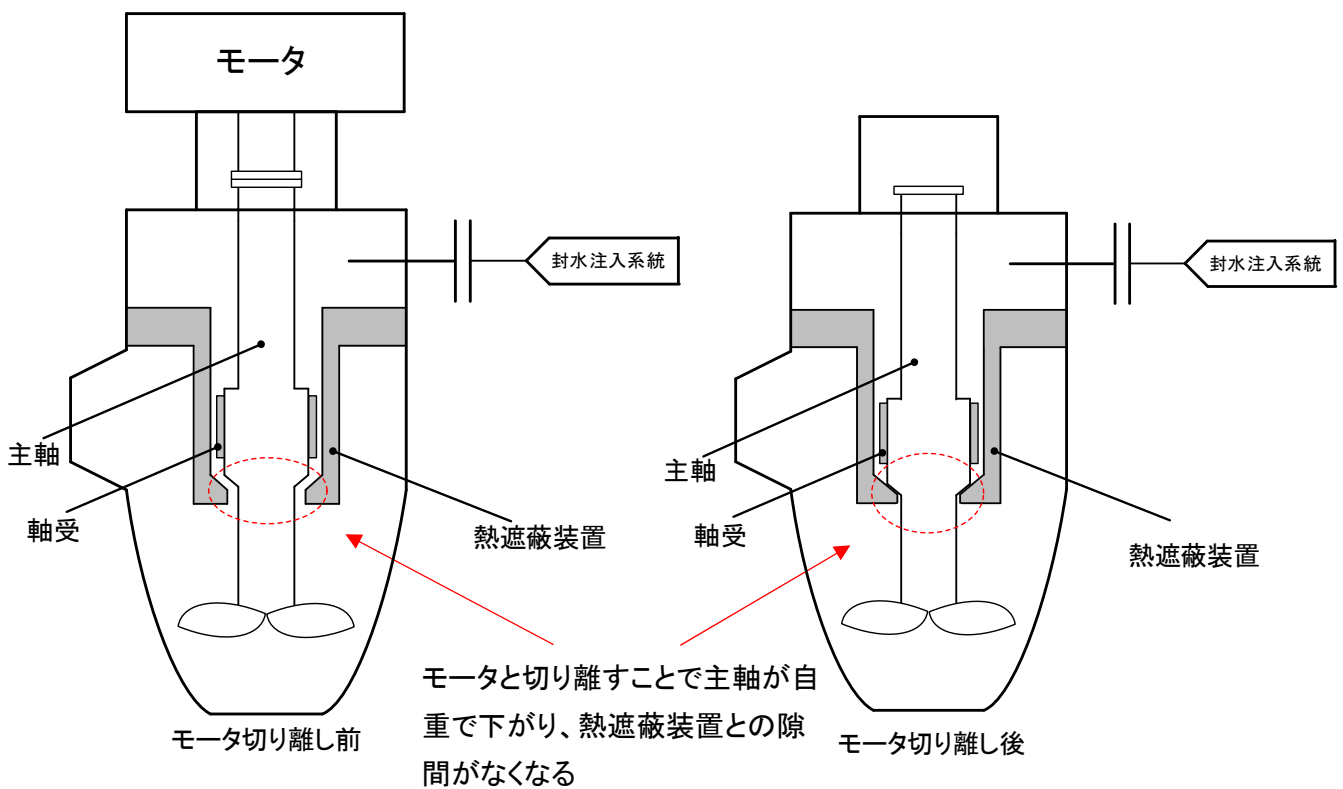 モータ
封水注入系統
封水注入系統
主軸
軸受
熱遮蔽装置
主軸
軸受
熱遮蔽装置
モータと切り離すことで主軸が自
重で下がり、熱遮蔽装置との隙
間がなくなる
モータ切り離し前
モータ切り離し後